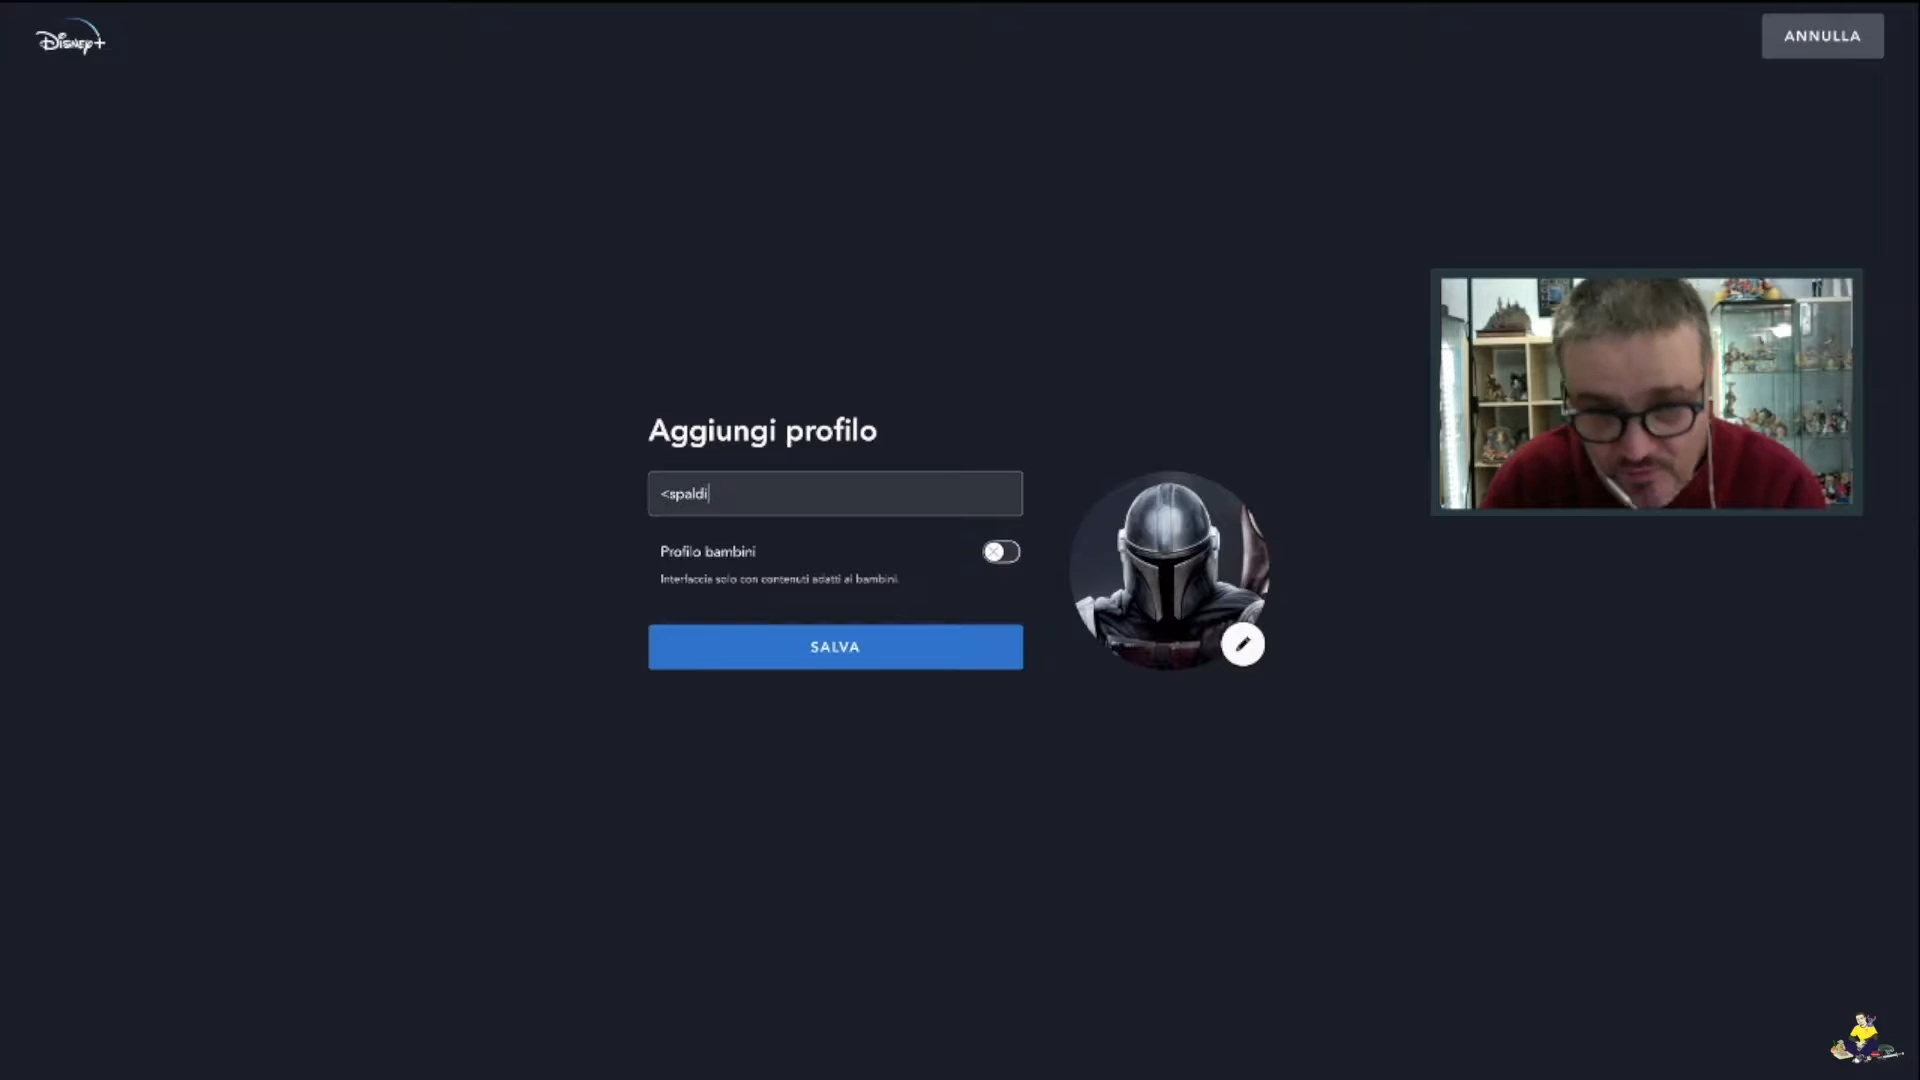 Disney+
ANNULLA
Aggiungi profilo
<spaldi
Profilo bambini
Interfaccia solo con contenuti adatti ai bambini.
SALVA